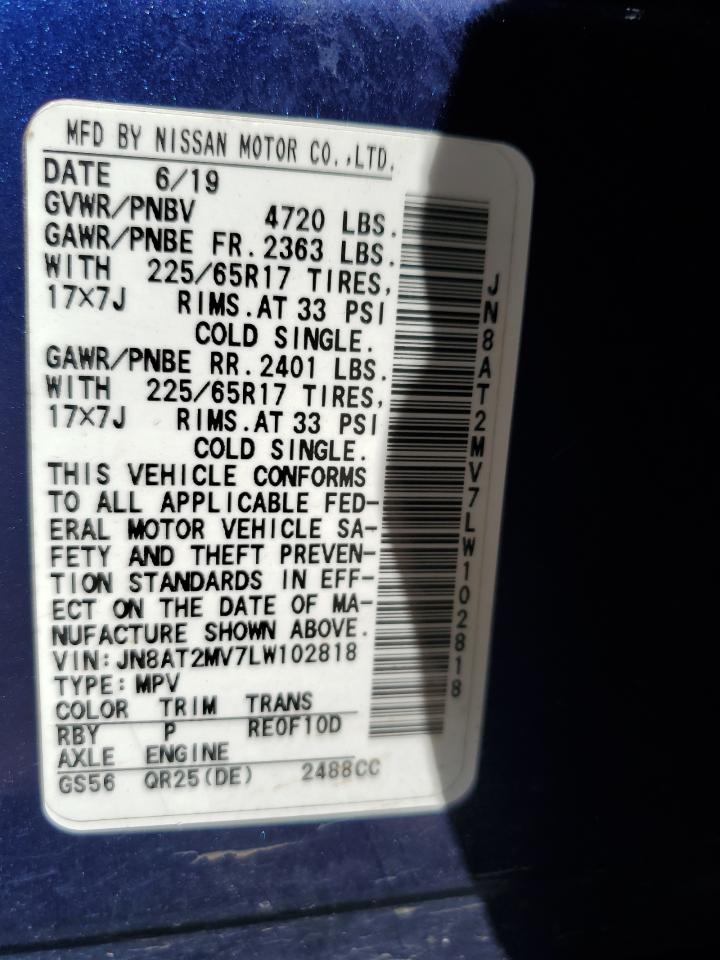 MFD BY NISSAN MOTOR CO.,LTD.
DATE 6/19
GVWR/PNBV 4720 LBS.
GAWR/PNBE FR.2363 LBS.
WITH 225/65R17 TIRES,
17X7J RIMS.AT 33 PSI
COLD SINGLE.
GAWR/PNBE RR.2401 LBS.
WITH 225/65R17 TIRES,
17X7J RIMS.AT 33 PSI
COLD SINGLE.
THIS VEHICLE CONFORMS
TO ALL APPLICABLE FED-
ERAL MOTOR VEHICLE SA-
FETY AND THEFT PREVEN-
TION STANDARDS IN EFF-
ECT ON THE DATE OF MA-
NUFACTURE SHOWN ABOVE.
VIN:JN8AT2MV7LW102818
TYPE:MPV
COLOR TRIM TRANS
RBY P RE0F10D
AXLE ENGINE
GS56 QR25(DE) 2488CC
JN8AT2MV7LW102818